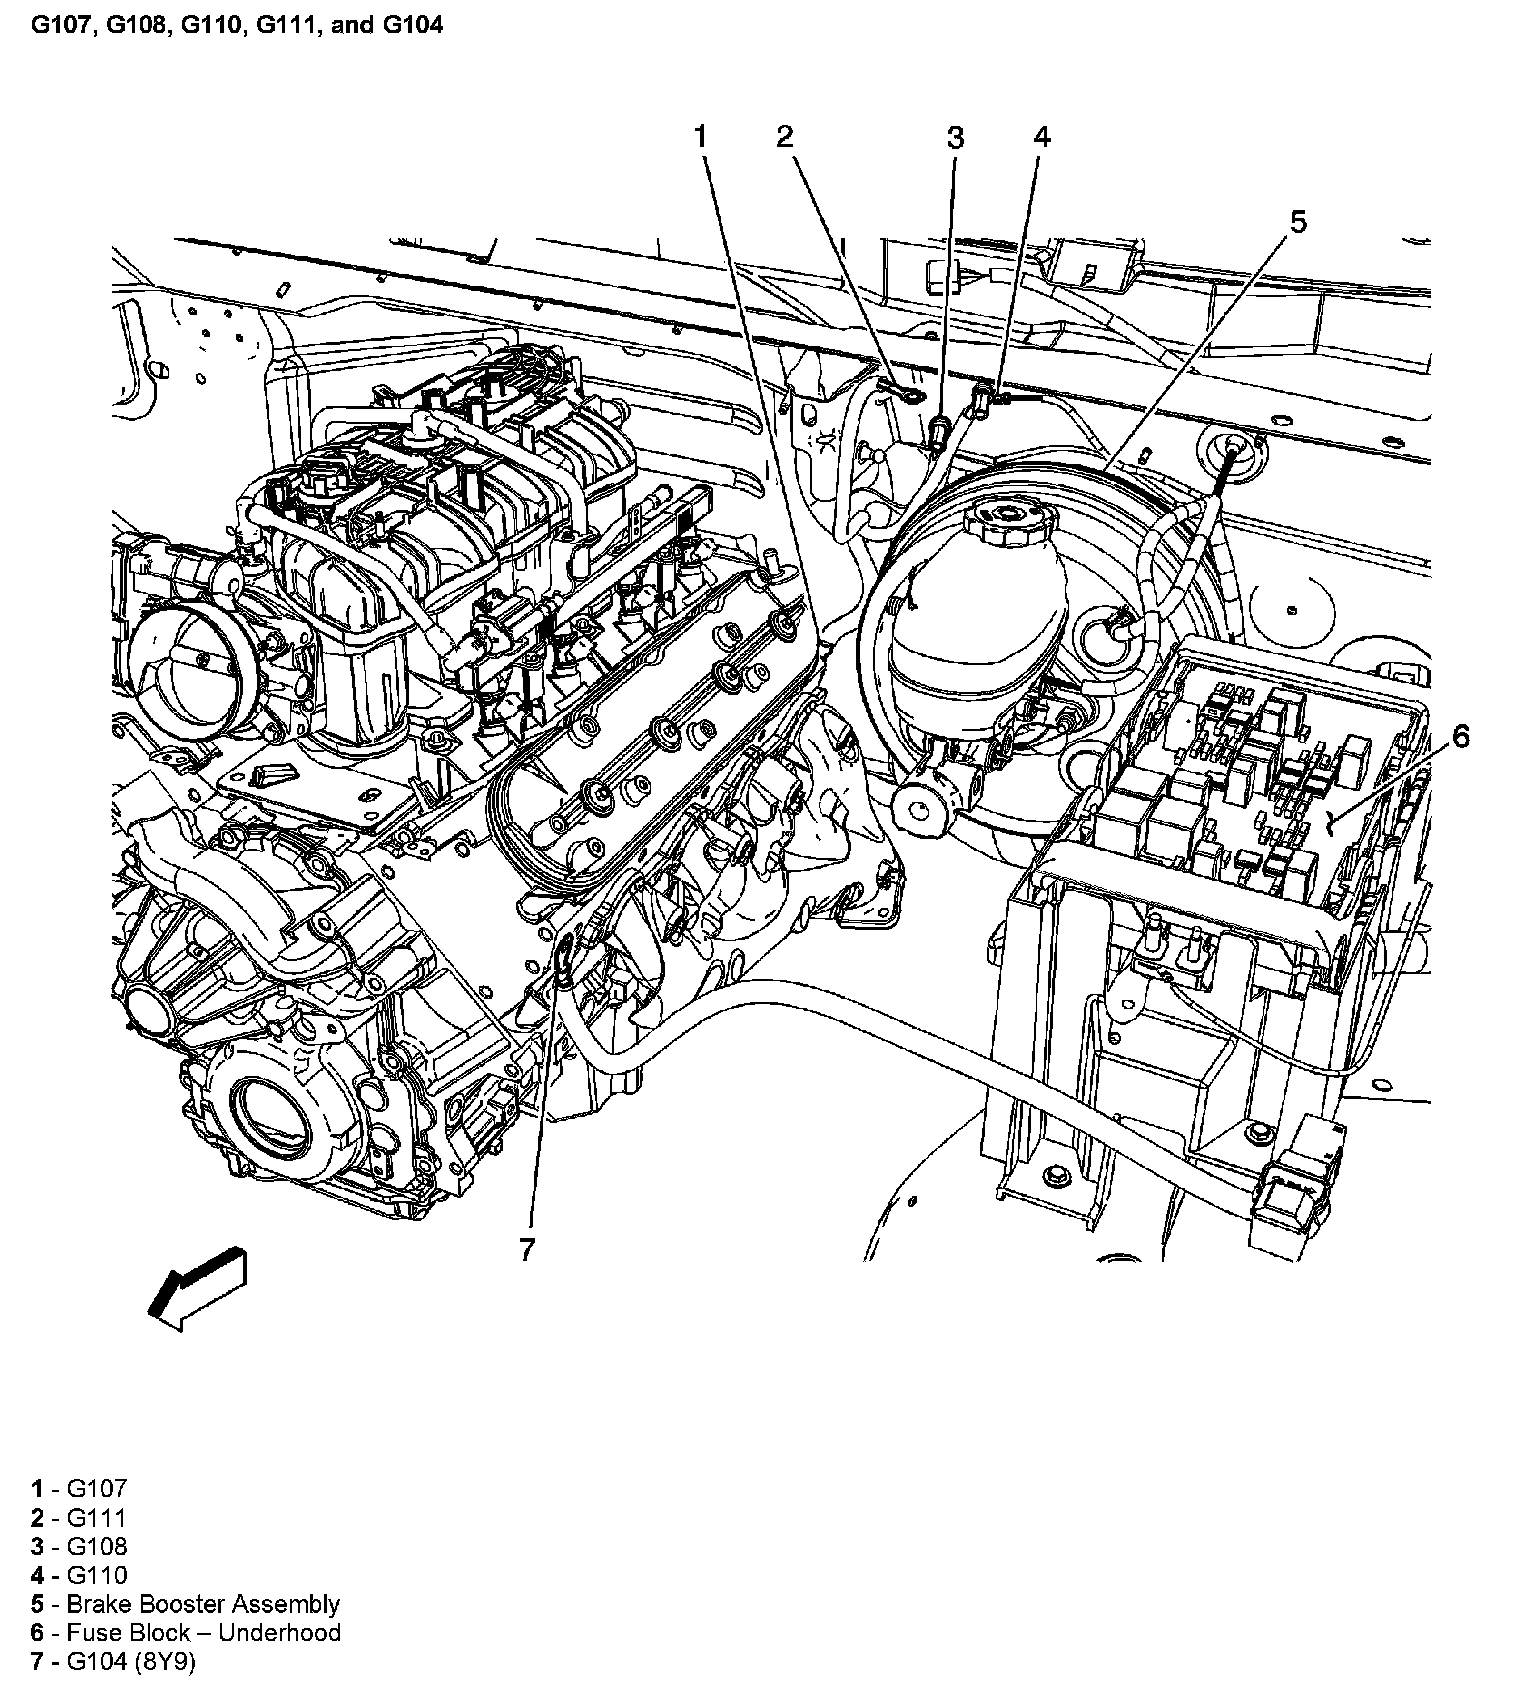 G107, G108, G110, G111, and G104
1
2
3
4
5
6
7
1 - G107
2 - G111
3 - G108
4 - G110
5 - Brake Booster Assembly
6 - Fuse Block – Underhood
7 - G104 (8Y9)